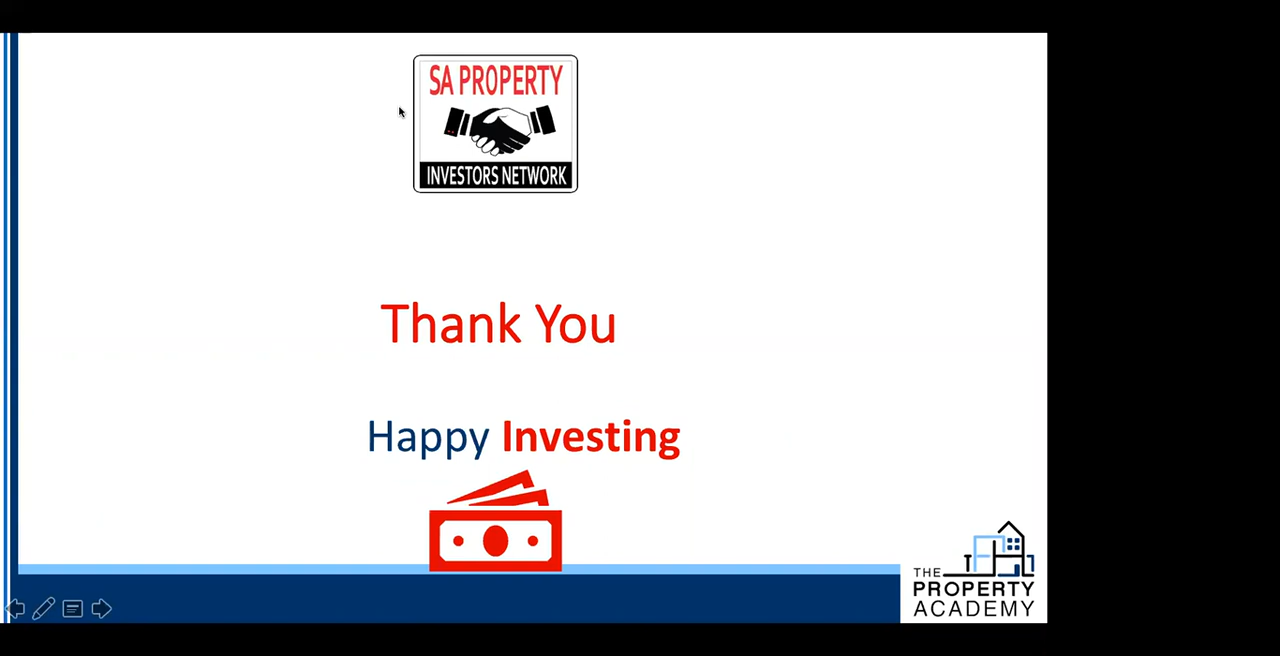 SA PROPERTY
INVESTORS NETWORK
Thank You
Happy Investing
THE
PROPERTY
ACADEMY